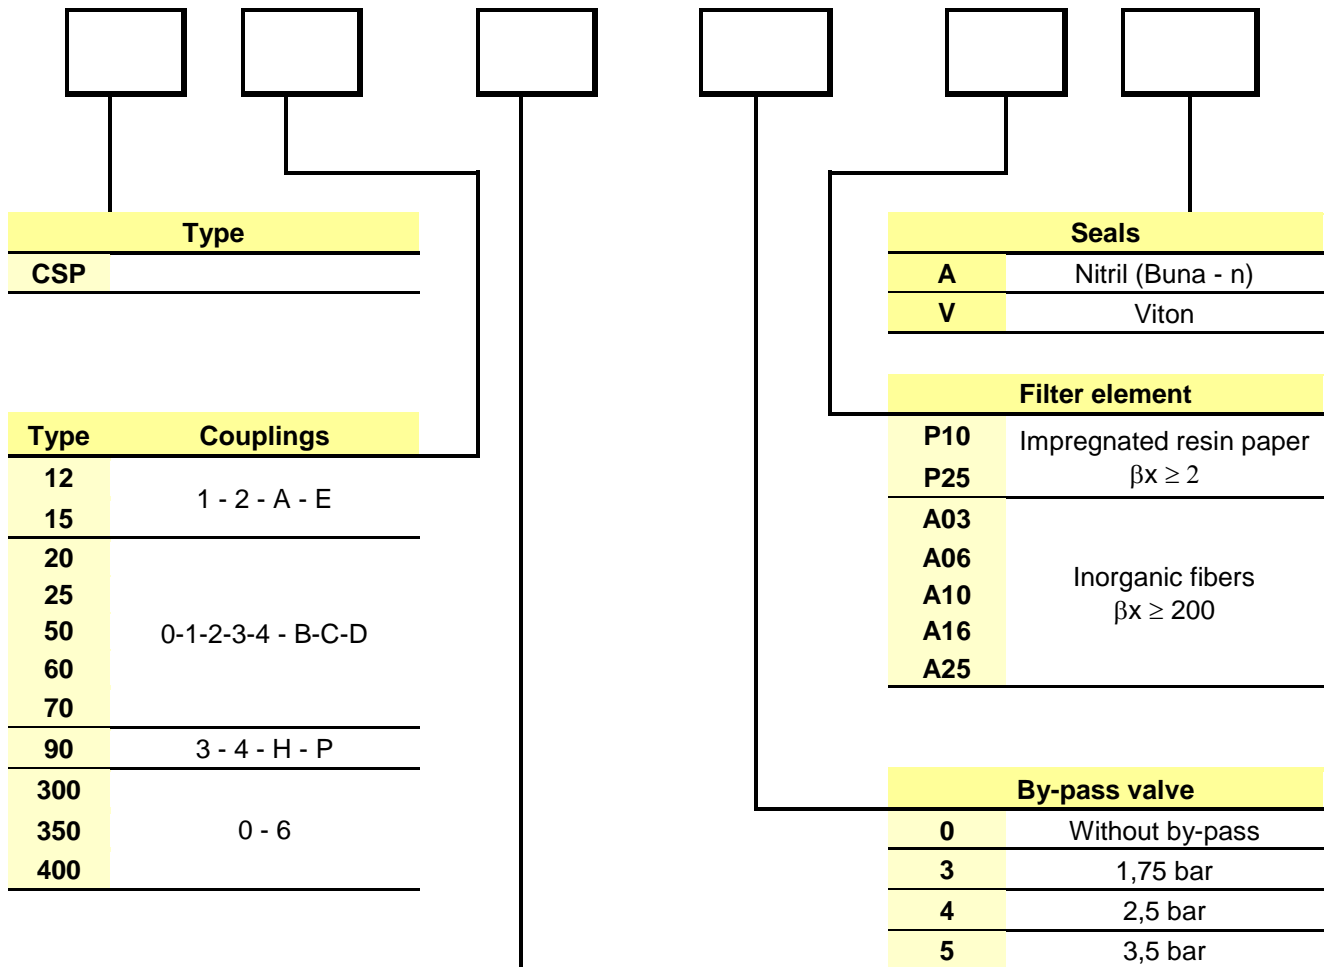 Type
CSP
Type Couplings
12
15
1 - 2 - A - E
20
25
50
60
70
0-1-2-3-4 - B-C-D
90 3 - 4 - H - P
300
350
400
0 - 6
Seals
A Nitril (Buna - n)
V Viton
Filter element
P10
P25
Impregnated resin paper
βx ≥ 2
A03
A06
A10
A16
A25
Inorganic fibers
βx ≥ 200
By-pass valve
0 Without by-pass
3 1,75 bar
4 2,5 bar
5 3,5 bar